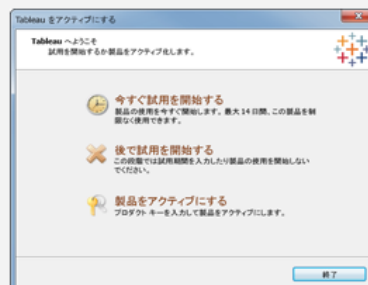 Tableau をアクティブにする
Tableau へようこそ
試用を開始するか製品をアクティブ化します。
今すぐ試用を開始する
製品の使用を今すぐ開始します。最大 14 日間、この製品を制
限なく使用できます。
後で試用を開始する
この段階では試用期間を入力したり製品の使用を開始しない
でください。
製品をアクティブにする
プロダクト キーを入力して製品をアクティブにします。
終了